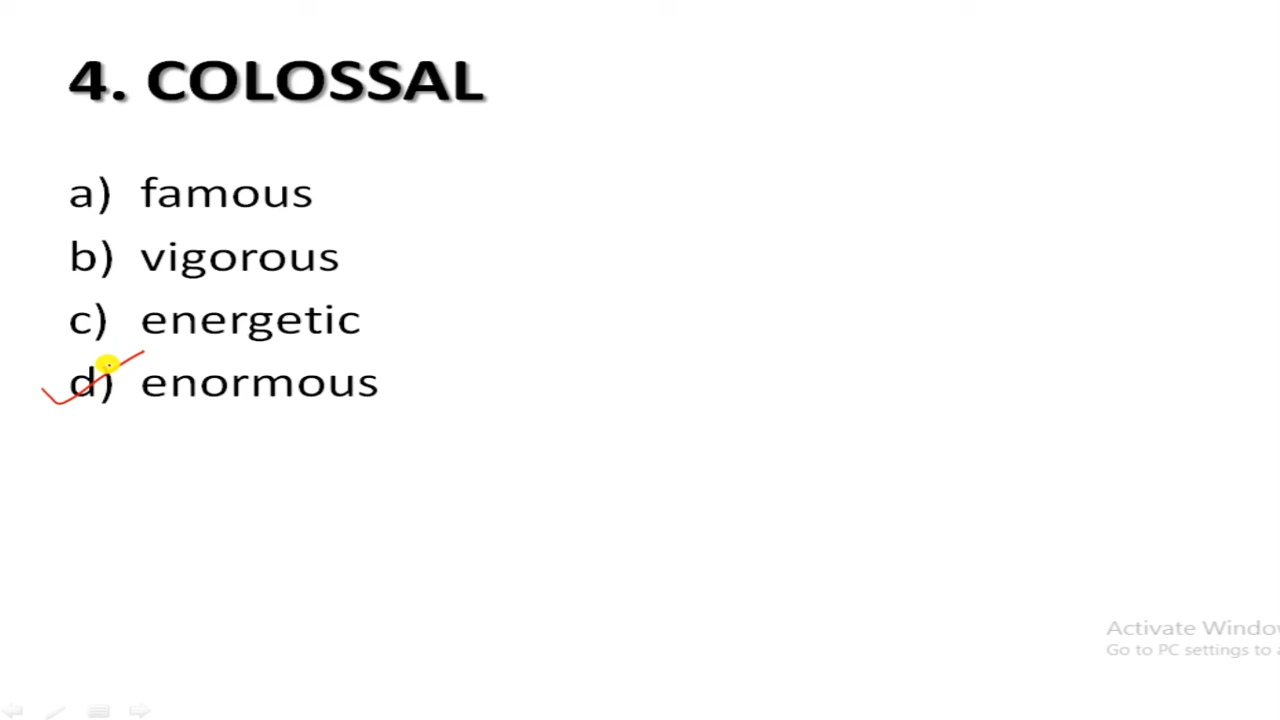 4. COLOSSAL
a) famous
b) vigorous
c) energetic
d) enormous
Activate Windo
Go to PC settings to a